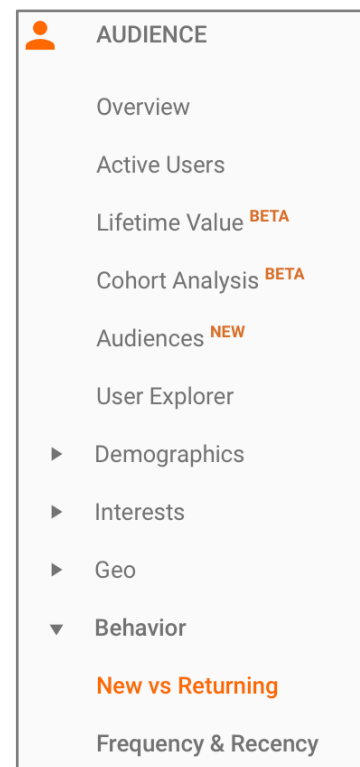 AUDIENCE
Overview
Active Users
Lifetime Value BETA
Cohort Analysis BETA
Audiences NEW
User Explorer
Demographics
Interests
Geo
Behavior
New vs Returning
Frequency & Recency